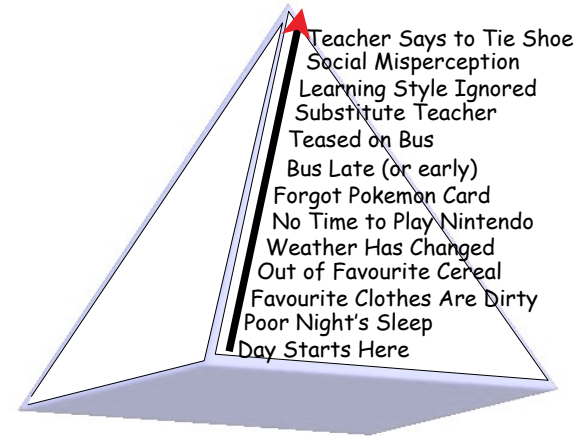 Teacher Says to Tie Shoe
Social Misperception
Learning Style Ignored
Substitute Teacher
Teased on Bus
Bus Late (or early)
Forgot Pokemon Card
No Time to Play Nintendo
Weather Has Changed
Out of Favourite Cereal
Favourite Clothes Are Dirty
Poor Night's Sleep
Day Starts Here